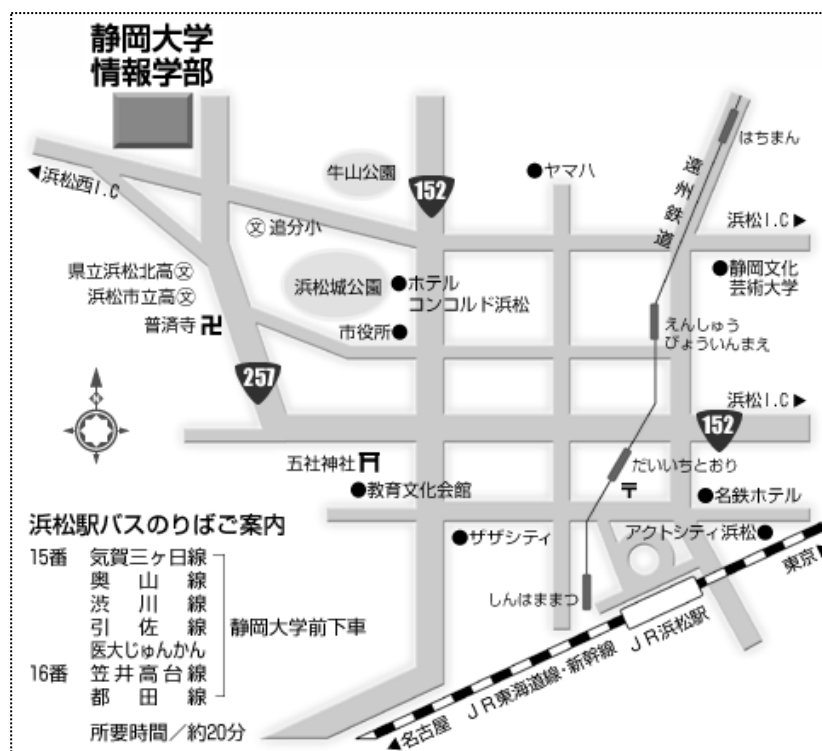 静岡大学
情報学部
はちまん
牛山公園
●ヤマハ
152
遠州鉄道
◀浜松西I.C
浜松I.C▶
文 追分小
●静岡文化
芸術大学
県立浜松北高文
浜松城公園
●ホテル
コンコルド浜松
浜松市立高文
普済寺卍
市役所●
えんしゅう
びょういんまえ
257
浜松I.C▶
152
五社神社
だいいちとおり
〒
●教育文化会館
●名鉄ホテル
浜松駅バスのりばご案内
●ザザシティ
アクトシティ浜松●
東京▶
15番 気賀三ヶ日線
奥山線
しんはままつ
渋川線
引佐線
静岡大学前下車
医大じゅんかん
16番 笠井高台線
都田線
JR浜松駅
JR東海道線・新幹線
◀名古屋
所要時間／約20分